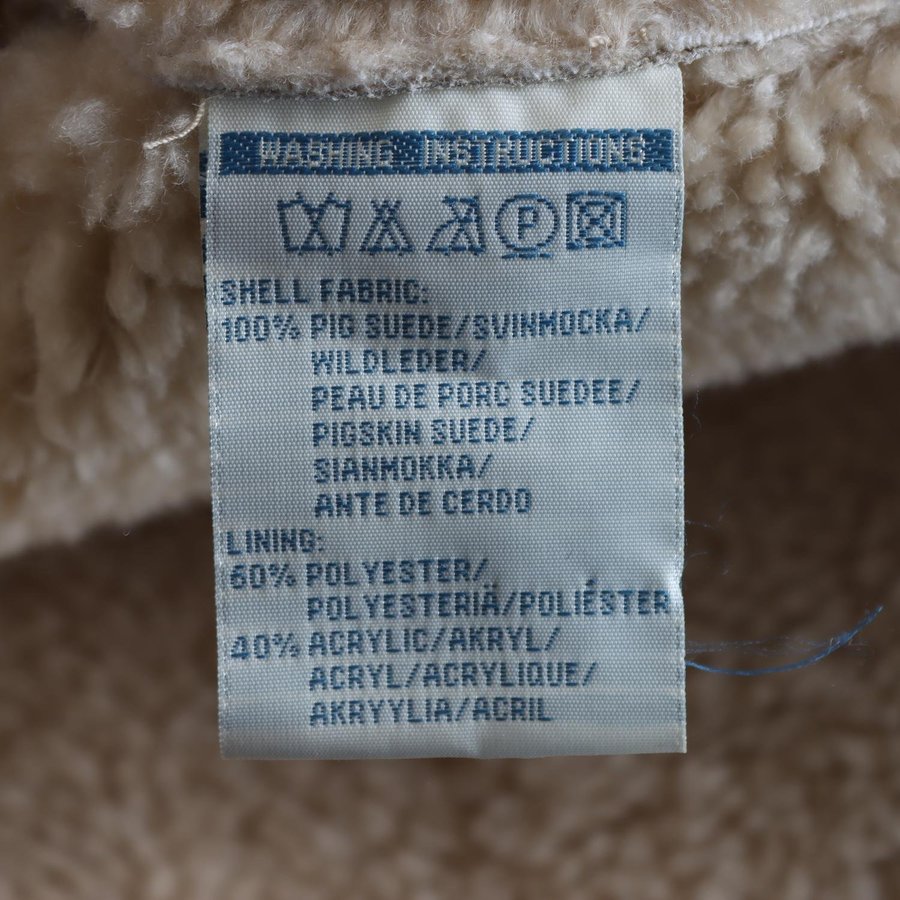 WASHING INSTRUCTIONS
P
SHELL FABRIC:
100% PIG SUEDE/SVINMOCKA/
WILDLEDER/
PEAU DE PORC SUEDEE/
PIGSKIN SUEDE/
SIANMOKKA/
ANTE DE CERDO
LINING:
60% POLYESTER/
POLYESTERIÄ/POLIÉSTER
40% ACRYLIC/AKRYL/
ACRYL/ACRYLIQUE/
AKRYYLIA/ACRIL